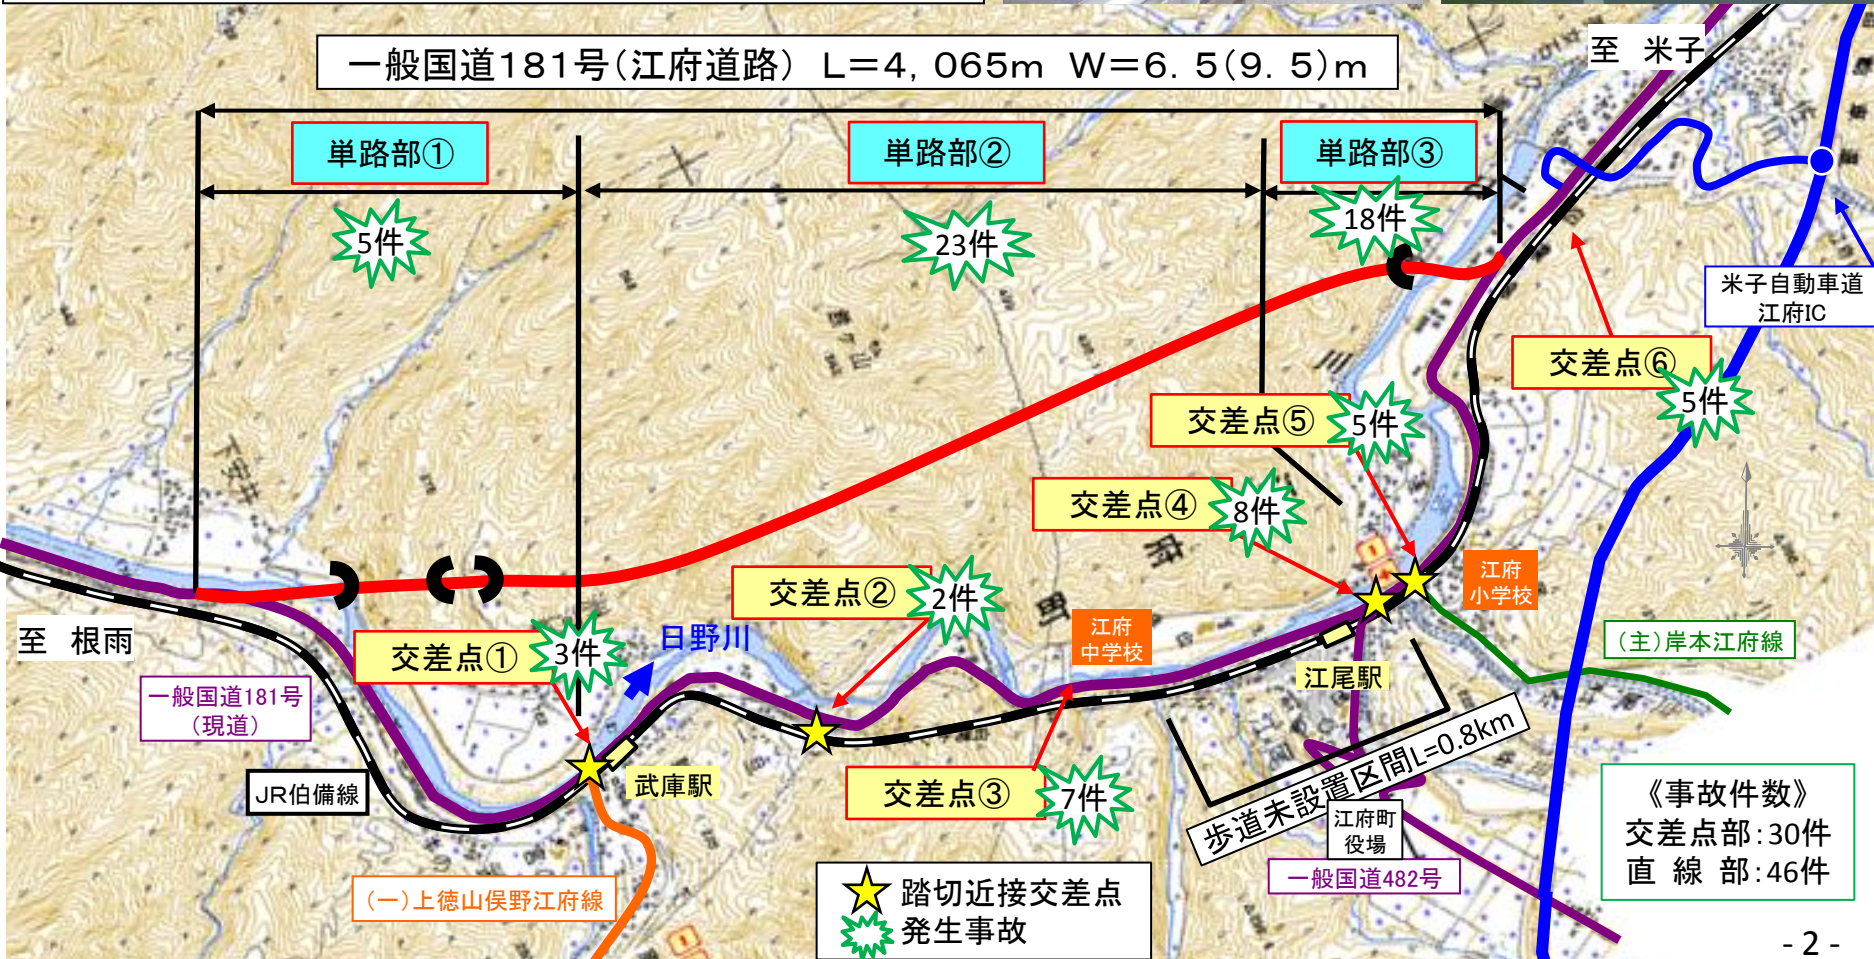 一般国道181号(江府道路) L=4,065m W=6.5(9.5)m
至 米子
単路部①
単路部②
単路部③
5件
23件
18件
米子自動車道
江府IC
交差点⑥
5件
交差点⑤
5件
交差点④
8件
交差点②
2件
江府
小学校
江府
中学校
至 根雨
交差点①
3件
日野川
(主)岸本江府線
江尾駅
一般国道181号
(現道)
JR伯備線
武庫駅
交差点③
7件
歩道未設置区間L=0.8km
江府町
役場
一般国道482号
(一)上徳山俣野江府線
踏切近接交差点
発生事故
《事故件数》
交差点部:30件
直 線 部:46件
下安井
- 2 -